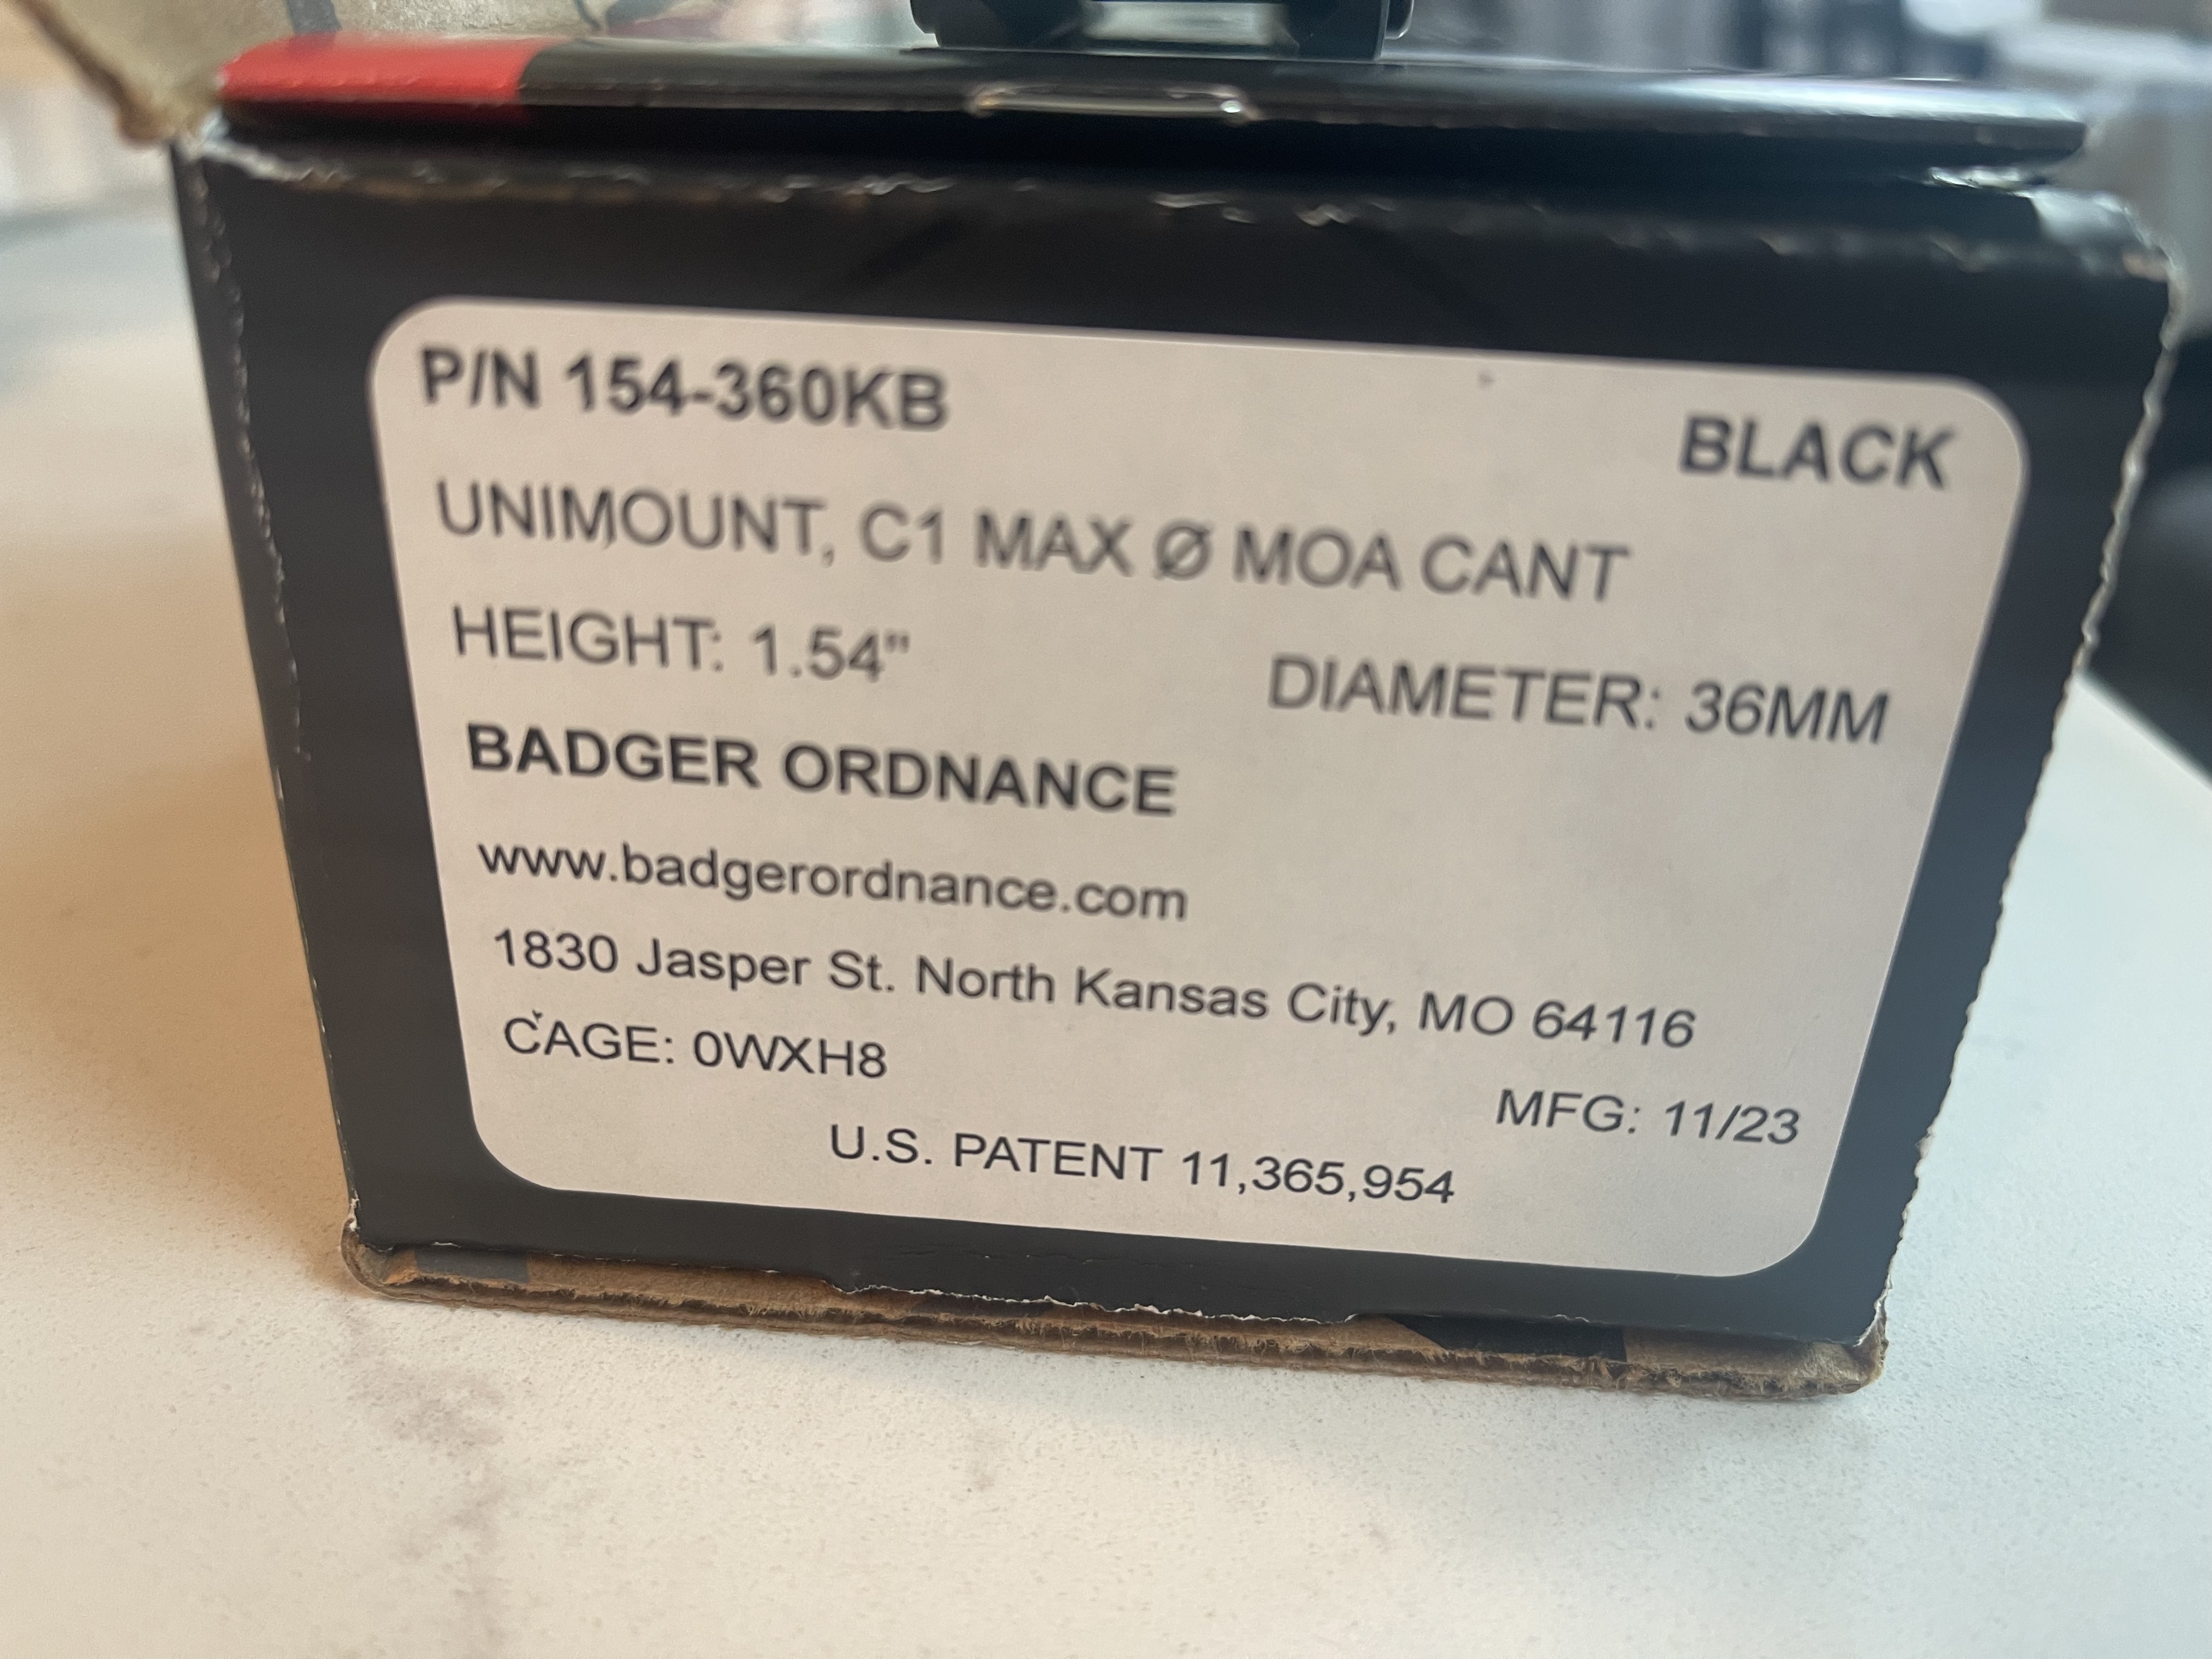 P/N 154-360KB
BLACK
UNIMOUNT, C1 MAX Ø MOA CANT
HEIGHT: 1.54" DIAMETER: 36MM
BADGER ORDNANCE
www.badgerordnance.com
1830 Jasper St. North Kansas City, MO 64116
CAGE: 0WXH8
MFG: 11/23
U.S. PATENT 11,365,954